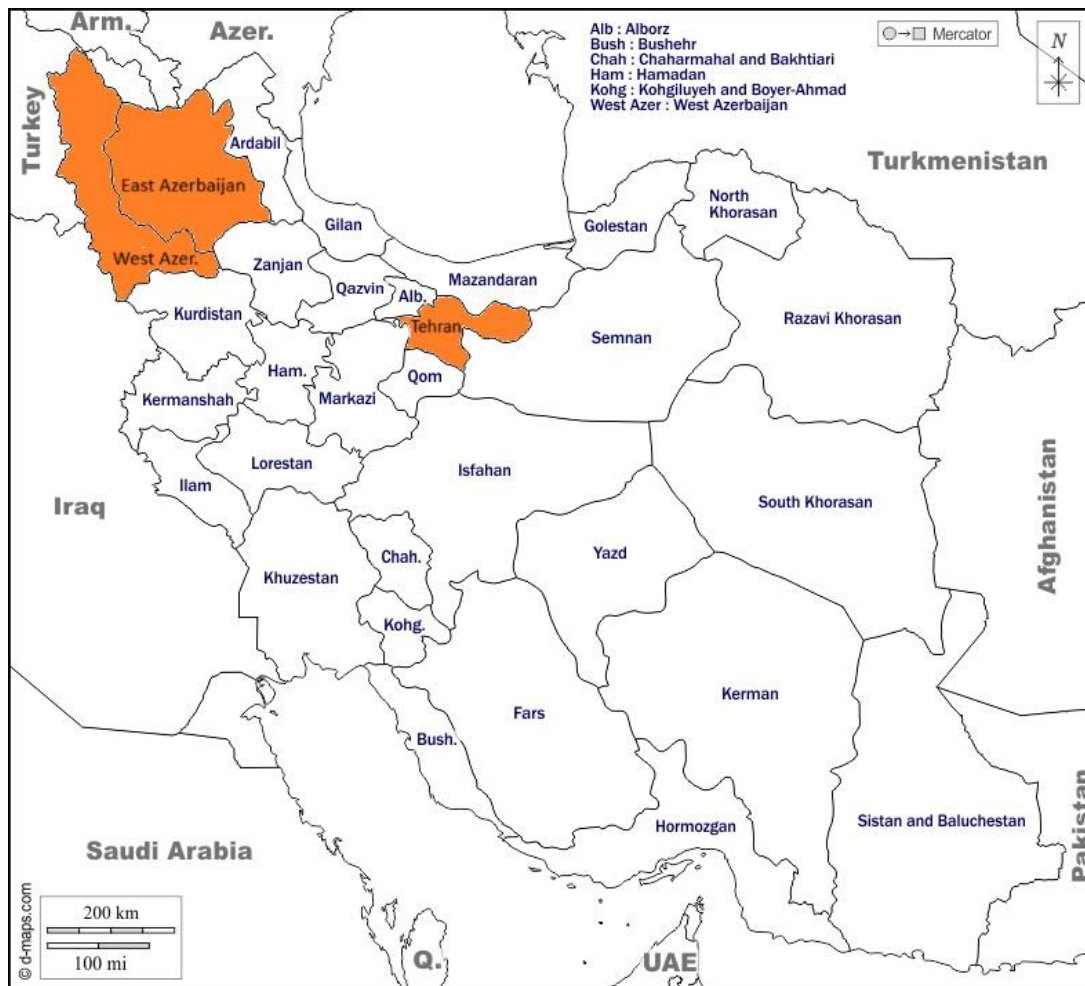 Arm.
Azer.
Alb : Alborz
Bush : Bushehr
Chah : Chaharmahal and Bakhtiari
Ham : Hamadan
Kohg : Kohgiluyeh and Boyer-Ahmad
West Azer : West Azerbaijan
Mercator
N
Turkey
Turkmenistan
Ardabil
East Azerbaijan
North
Khorasan
Gilan
Golestan
West Azer.
Zanjan
Mazandaran
Qazvin
Alb.
Kurdistan
Tehran
Semnan
Razavi Khorasan
Ham.
Qom
Kermanshah
Markazi
Lorestan
Isfahan
Ilam
South Khorasan
Iraq
Afghanistan
Chah.
Yazd
Khuzestan
Kohg.
Kerman
Fars
Bush.
Hormozgan
Sistan and Baluchestan
Pakistan
Saudi Arabia
© d-maps.com
200 km
100 mi
Q.
UAE